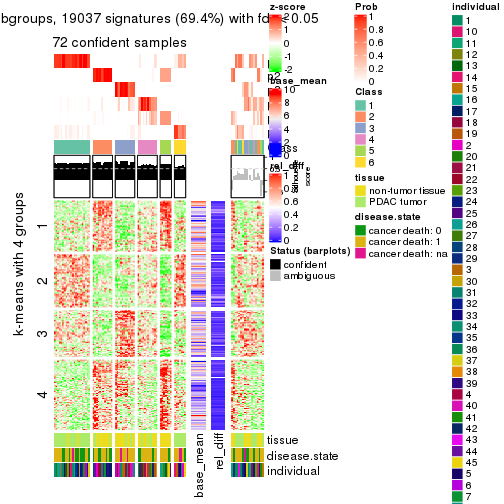 bgroups, 19037 signatures (69.4%) with fd < 0.05
72 confident samples
k-means with 4 groups
1
2
3
4
base_mean
rel_diff
tissue
disease.state
individual
z-score
2
1
0
-1
-2
base_mean
10
8
6
4
2
0
rel_diff
1
0.8
0.6
0.4
0.2
0
Silhouette
score
Status (barplots)
confident
ambiguous
Prob
1
0.8
0.6
0.4
0.2
0
Class
1
2
3
4
5
6
tissue
non-tumor tissue
PDAC tumor
disease.state
cancer death: 0
cancer death: 1
cancer death: na
individual
1
10
11
12
13
14
15
16
17
18
19
2
20
21
22
23
24
25
26
27
28
29
3
30
31
32
33
34
35
36
37
38
39
4
40
41
42
43
44
45
5
6
7